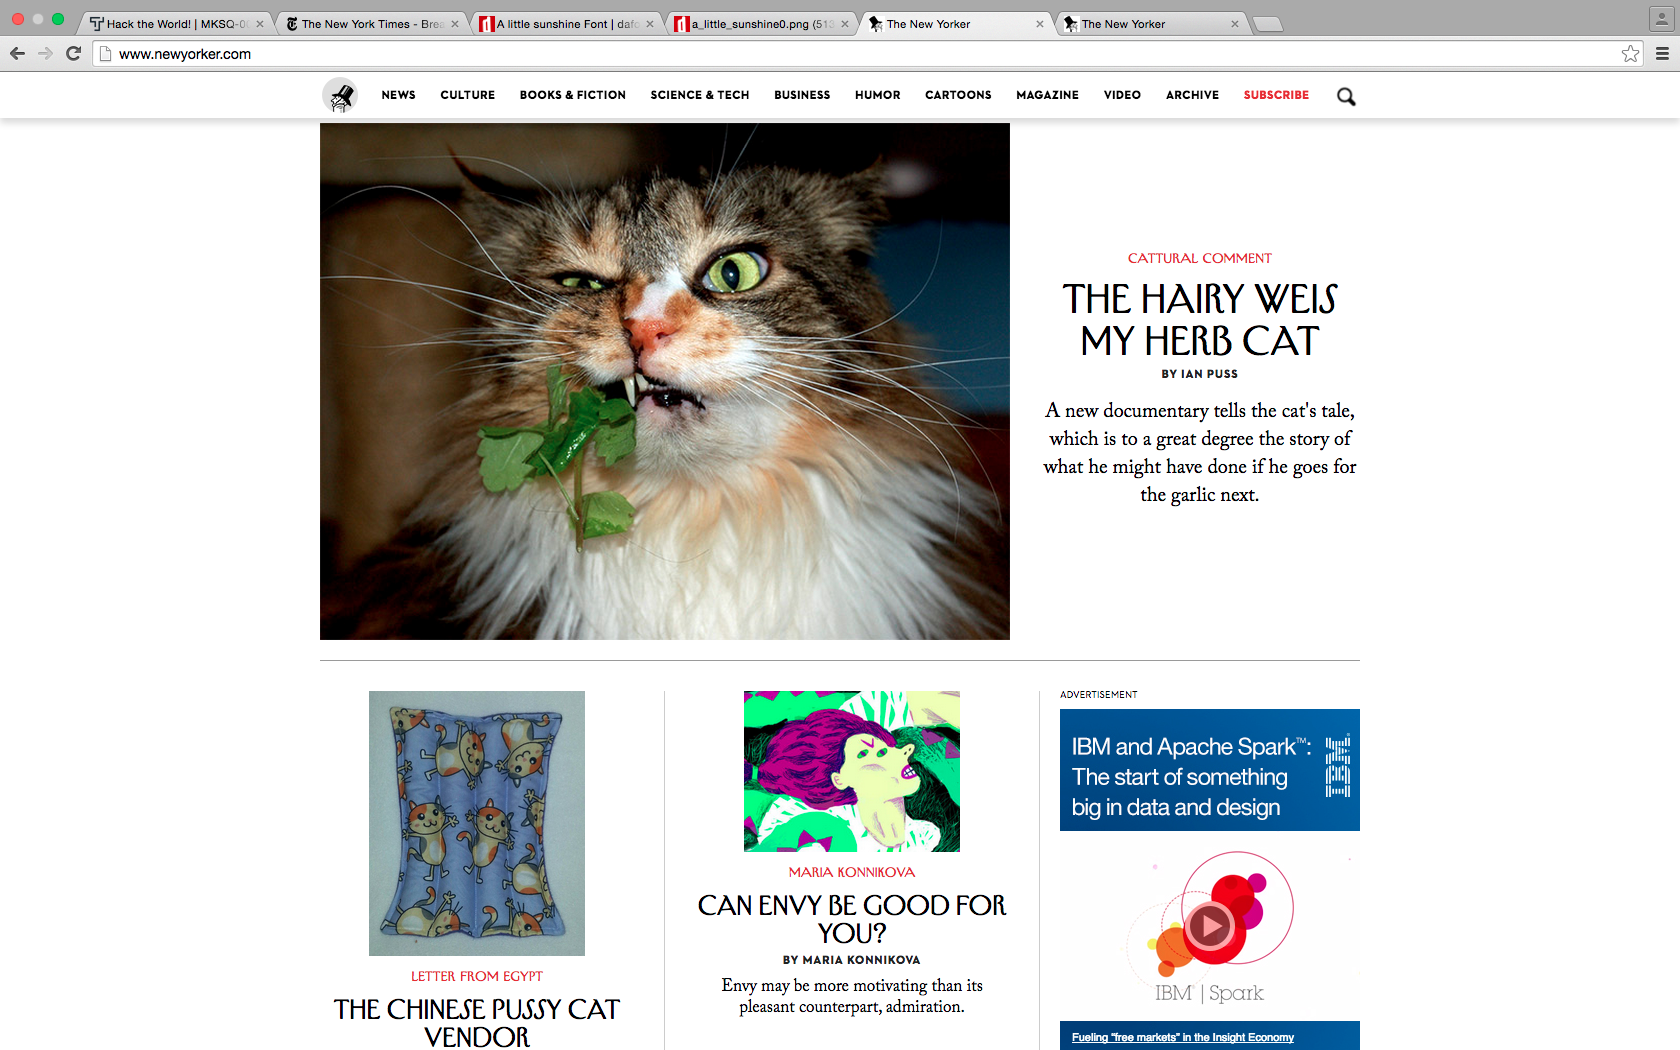 Hack the World! | MKSQ-00
The New York Times - Brea
A little sunshine Font | dafo
a_little_sunshine0.png (513
The New Yorker
The New Yorker
www.newyorker.com
NEWS CULTURE BOOKS & FICTION SCIENCE & TECH BUSINESS HUMOR CARTOONS MAGAZINE VIDEO ARCHIVE SUBSCRIBE
CATTURAL COMMENT
THE HAIRY WEIS
MY HERB CAT
BY IAN PUSS
A new documentary tells the cat's tale,
which is to a great degree the story of
what he might have done if he goes for
the garlic next.
LETTER FROM EGYPT
THE CHINESE PUSSY CAT
VENDOR
MARIA KONNIKOVA
CAN ENVY BE GOOD FOR
YOU?
BY MARIA KONNIKOVA
Envy may be more motivating than its
pleasant counterpart, admiration.
ADVERTISEMENT
IBM and Apache Spark™:
The start of something
big in data and design
IBM®
IBM® | Spark
Fueling "free markets" in the Insight Economy